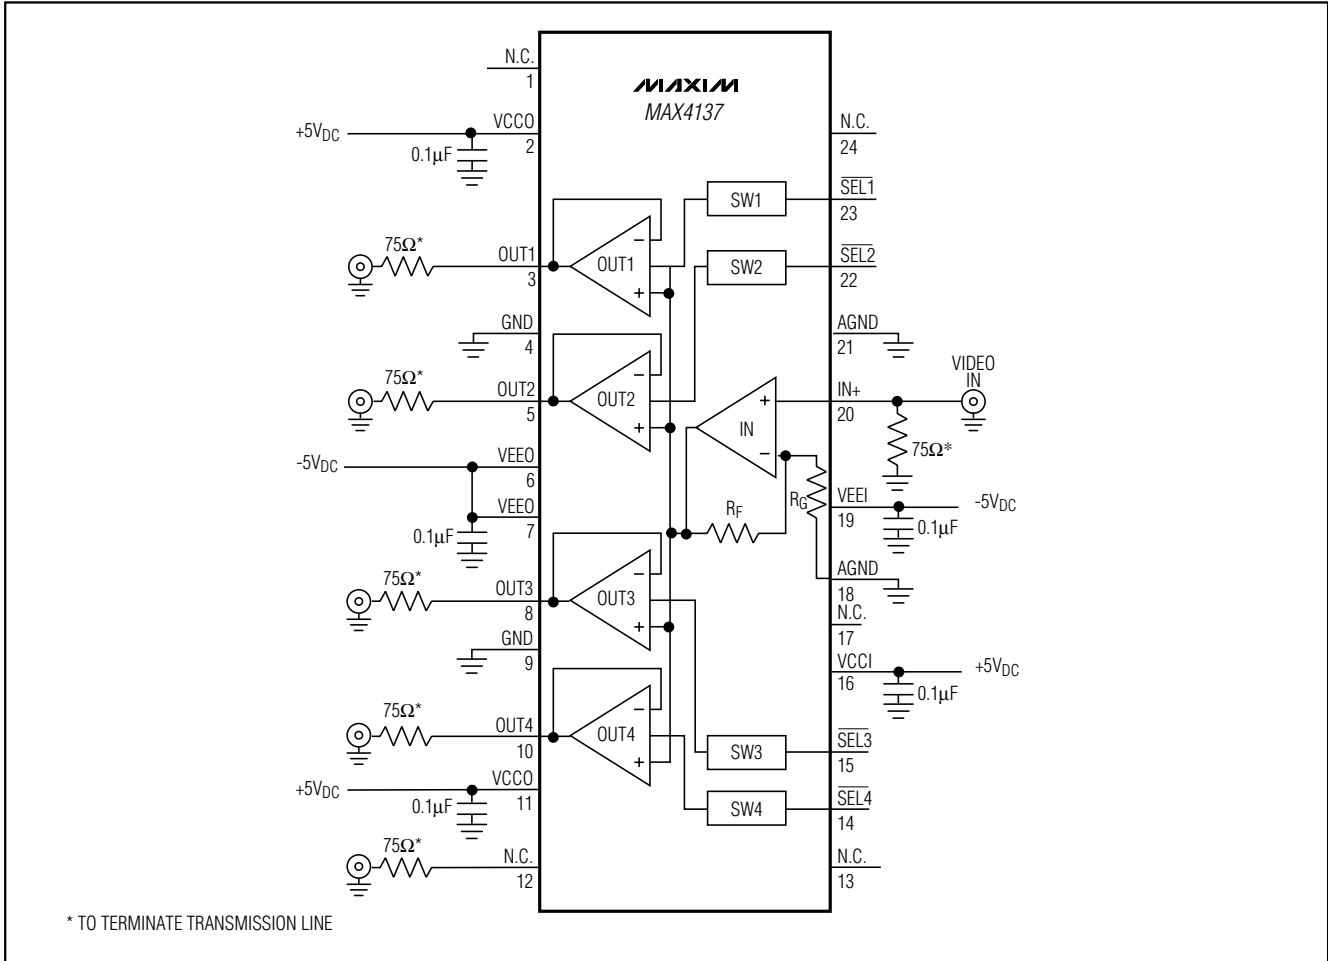 MAXIM
MAX4137
N.C.
1
+5VDC
VCCO
2
0.1µF
75Ω*
OUT1
3
GND
4
75Ω*
OUT2
5
-5VDC
VEEO
6
VEEO
7
0.1µF
75Ω*
OUT3
8
GND
9
75Ω*
OUT4
10
+5VDC
VCCO
11
0.1µF
75Ω*
N.C.
12
OUT1
−
+
OUT2
−
+
OUT3
−
+
OUT4
−
+
SW1
SW2
IN
+
−
RF
RG
SW3
SW4
N.C.
24
SEL1
23
SEL2
22
AGND
21
VIDEO
IN
IN+
20
75Ω*
VEEI
19
-5VDC
0.1µF
AGND
18
N.C.
17
VCCI
16
+5VDC
0.1µF
SEL3
15
SEL4
14
N.C.
13
* TO TERMINATE TRANSMISSION LINE